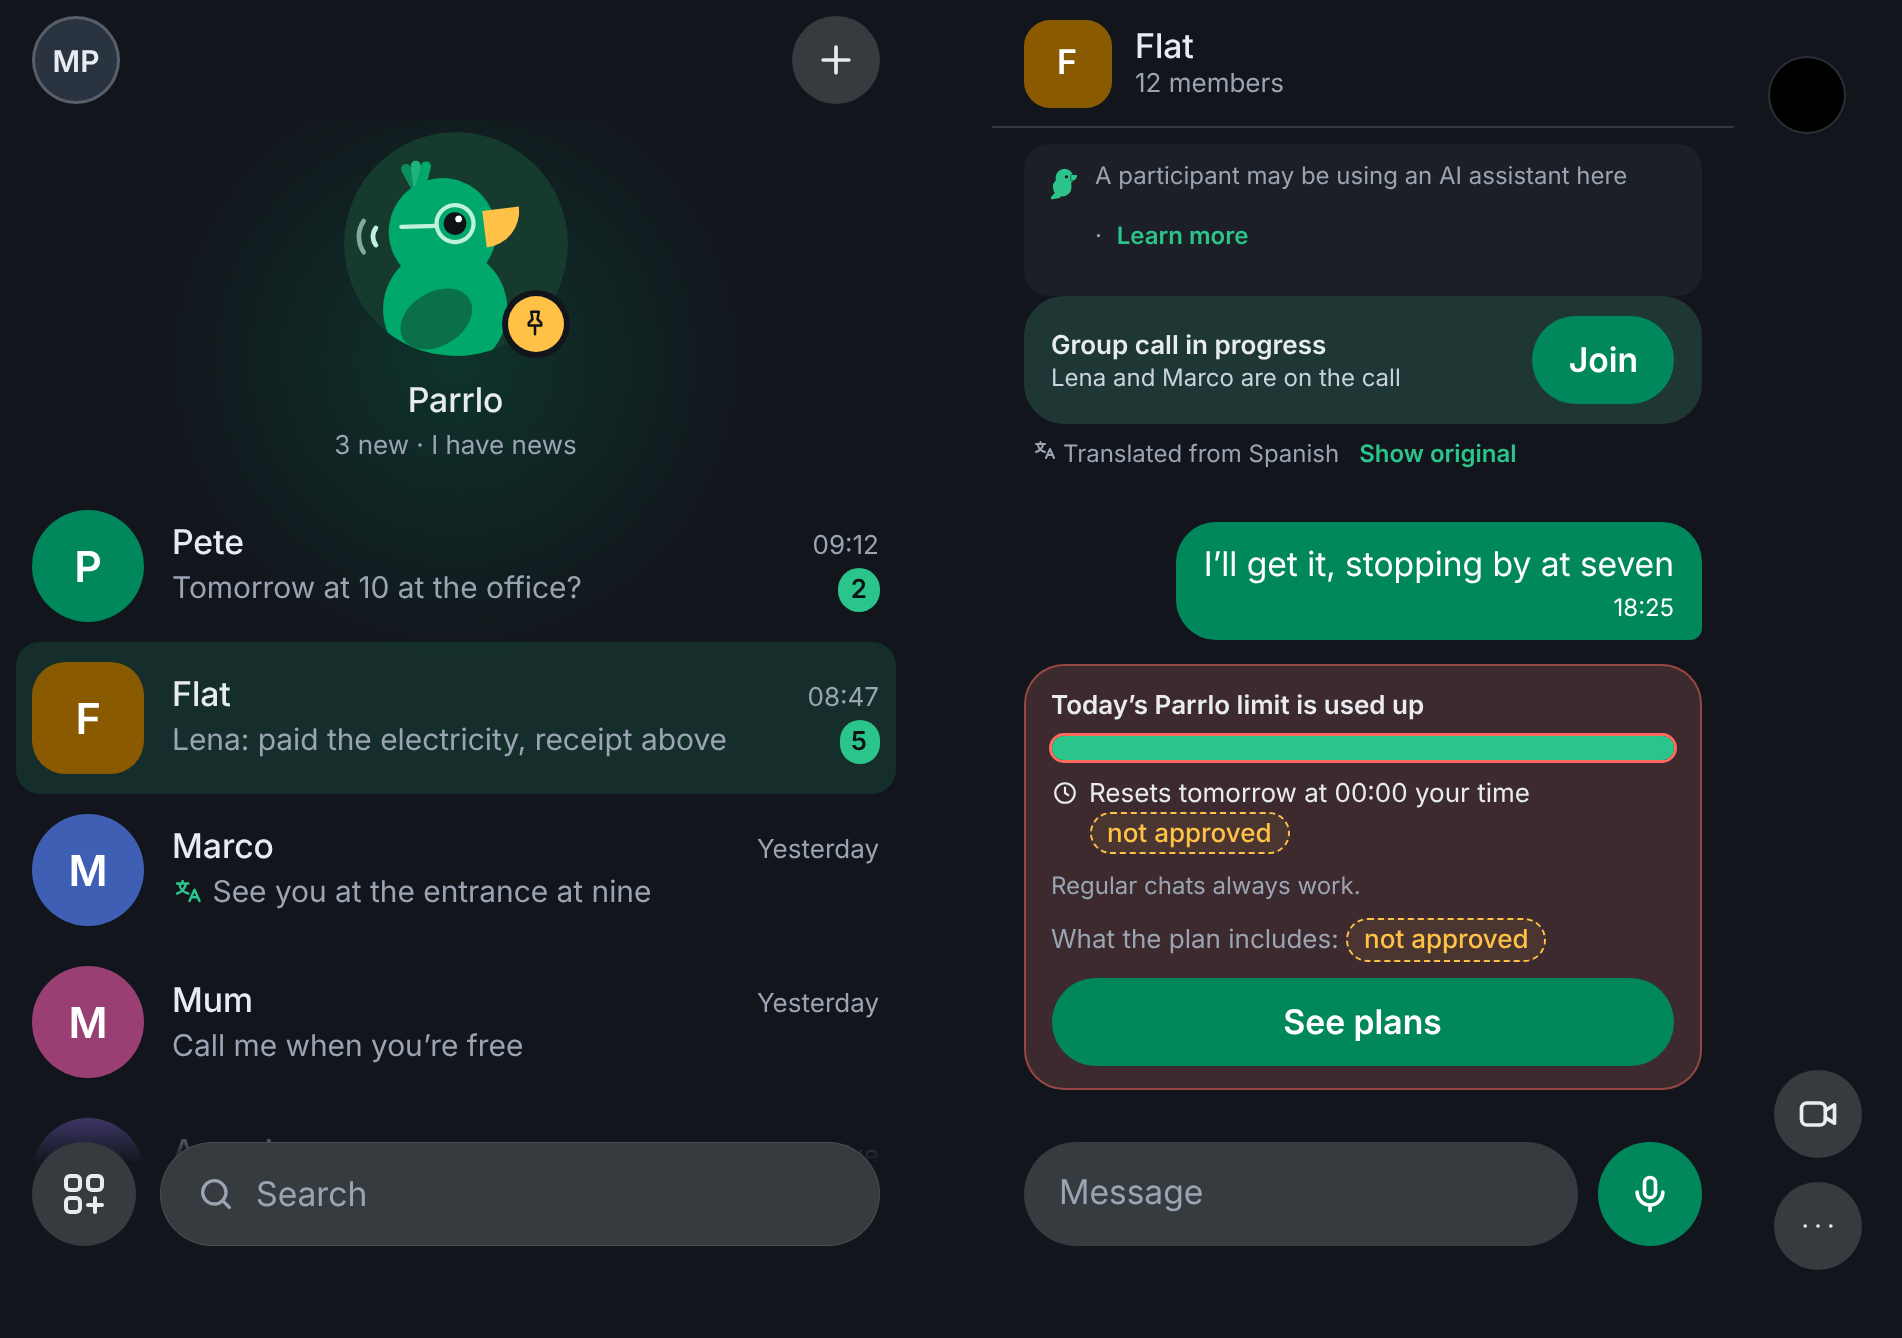 MP
Parrlo
3 new · I have news
P
Pete
09:12
Tomorrow at 10 at the office?
2
F
Flat
08:47
Lena: paid the electricity, receipt above
5
M
Marco
Yesterday
See you at the entrance at nine
M
Mum
Yesterday
Call me when you’re free
Search
F
Flat
12 members
A participant may be using an AI assistant here
· Learn more
Group call in progress
Lena and Marco are on the call
Join
Translated from Spanish Show original
I’ll get it, stopping by at seven
18:25
Today’s Parrlo limit is used up
Resets tomorrow at 00:00 your time
not approved
Regular chats always work.
What the plan includes: not approved
See plans
Message